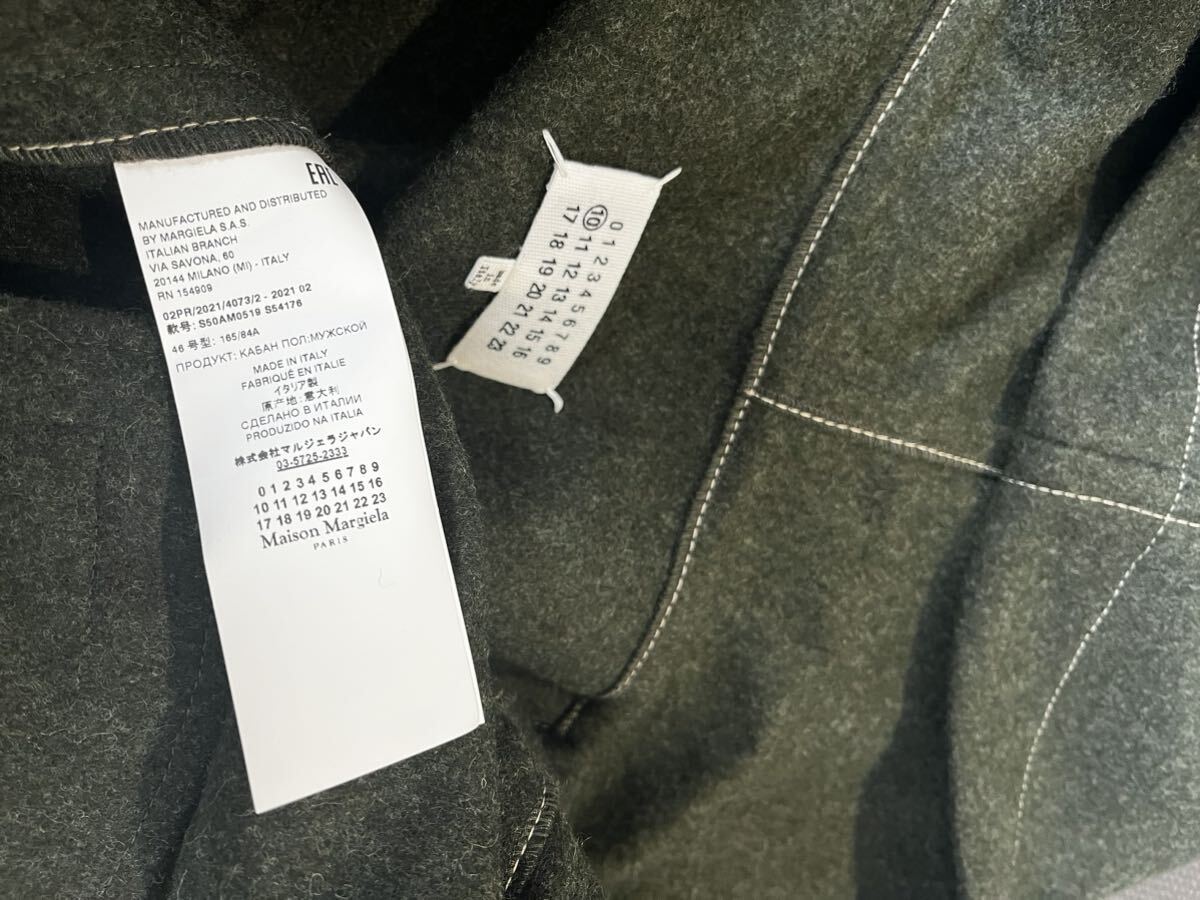 EAC
MANUFACTURED AND DISTRIBUTED
BY MARGIELA S.A.S.
ITALIAN BRANCH
VIA SAVONA, 60
20144 MILANO (MI) - ITALY
RN 154909
02PR/2021/4073/2 - 2021 02
款号: S50AM0519 S54176
46 号型: 165/84A
ПРОДУКТ: КАБАН ПОЛ:МУЖСКОЙ
MADE IN ITALY
FABRIQUÉ EN ITALIE
イタリア製
原产地:意大利
СДЕЛАНО В ИТАЛИИ
PRODUZIDO NA ITALIA
株式会社マルジェラジャパン
03-5725-2333
0 1 2 3 4 5 6 7 8 9
10 11 12 13 14 15 16
17 18 19 20 21 22 23
Maison Margiela
PARIS
0 1 2 3 4 5 6 7 8 9
10 11 12 13 14 15 16
17 18 19 20 21 22 23
MADE
IN
ITALY